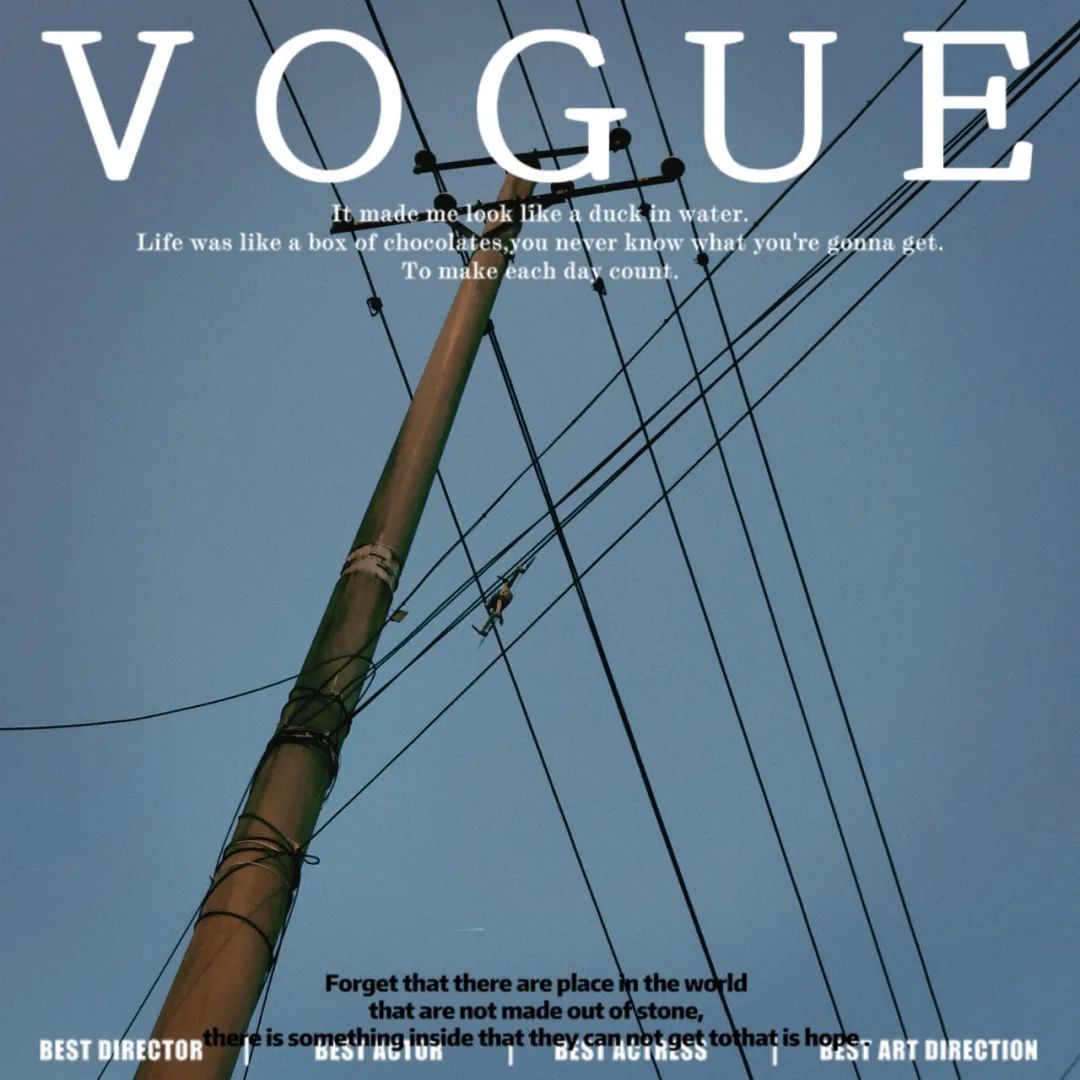 VOGUE
It made me look like a duck in water.
Life was like a box of chocolates,you never know what you're gonna get.
To make each day count.
Forget that there are place in the world
that are not made out of stone,
there is something inside that they can not get tothat is hope.
BEST DIRECTOR | BEST ACTOR | BEST ACTRESS | BEST ART DIRECTION